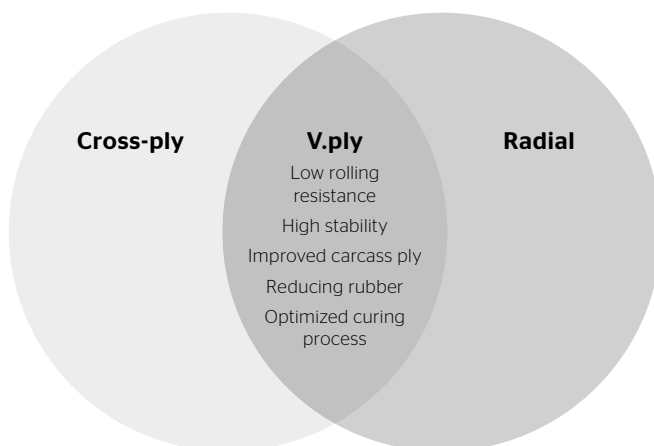 Cross-ply
V.ply
Radial
Low rolling
resistance
High stability
Improved carcass ply
Reducing rubber
Optimized curing
process